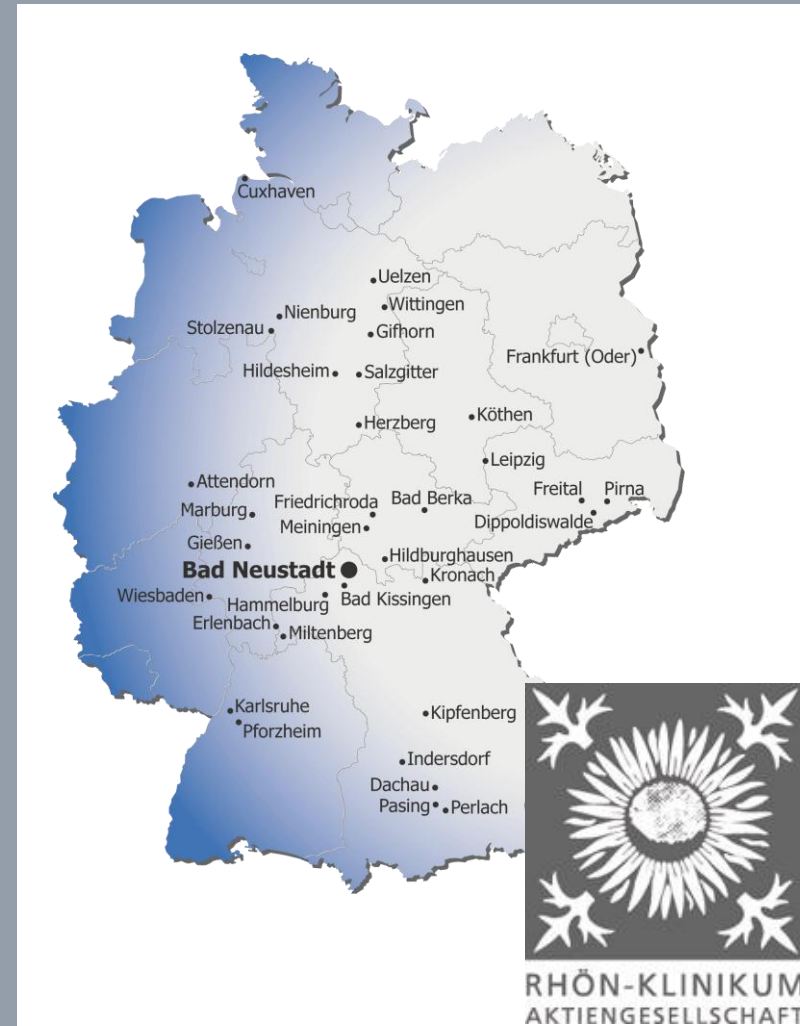 Cuxhaven
Uelzen
Wittingen
Nienburg
Stolzenau
Gifhorn
Frankfurt (Oder)
Hildesheim
Salzgitter
Köthen
Herzberg
Leipzig
Attendorn
Freital
Pirna
Bad Berka
Friedrichroda
Marburg
Dippoldiswalde
Meiningen
Gießen
Hildburghausen
Bad Neustadt
Kronach
Wiesbaden
Bad Kissingen
Hammelburg
Erlenbach
Miltenberg
Karlsruhe
Kipfenberg
Pforzheim
Indersdorf
Dachau
Pasing
Perlach
RHÖN-KLINIKUM
AKTIENGESELLSCHAFT